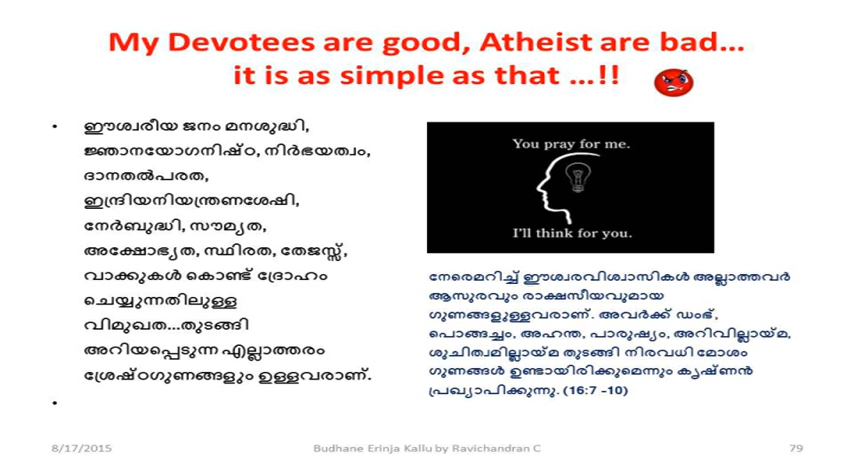 My Devotees are good, Atheist are bad...
it is as simple as that ...!!
• ഈശ്വരീയ ജനം മനശുദ്ധി,
ജ്ഞാനയോഗനിഷ്ഠ, നിർഭയത്വം,
ദാനതൽപരത,
ഇന്ദ്രിയനിയന്ത്രണശേഷി,
നേർബുദ്ധി, സൗമ്യത,
അക്ഷോഭ്യത, സ്ഥിരത, തേജസ്സ്,
വാക്കുകൾ കൊണ്ട് ദ്രോഹം
ചെയ്യുന്നതിലുള്ള
വിമുഖത...തുടങ്ങി
അറിയപ്പെടുന്ന എല്ലാത്തരം
ശ്രേഷ്ഠഗുണങ്ങളും ഉള്ളവരാണ്.
•
You pray for me.
I'll think for you.
നേരെമറിച്ച് ഈശ്വരവിശ്വാസികൾ അല്ലാത്തവർ
ആസുരവും രാക്ഷസീയവുമായ
ഗുണങ്ങളുള്ളവരാണ്. അവർക്ക് ഡംഭ്,
പൊങ്ങച്ചം, അഹന്ത, പാരുഷ്യം, അറിവില്ലായ്മ,
ശുചിത്വമില്ലായ്മ തുടങ്ങി നിരവധി മോശം
ഗുണങ്ങൾ ഉണ്ടായിരിക്കുമെന്നും കൃഷ്ണൻ
പ്രഖ്യാപിക്കുന്നു. (16:7 -10)
8/17/2015
Budhane Erinja Kallu by Ravichandran C
79